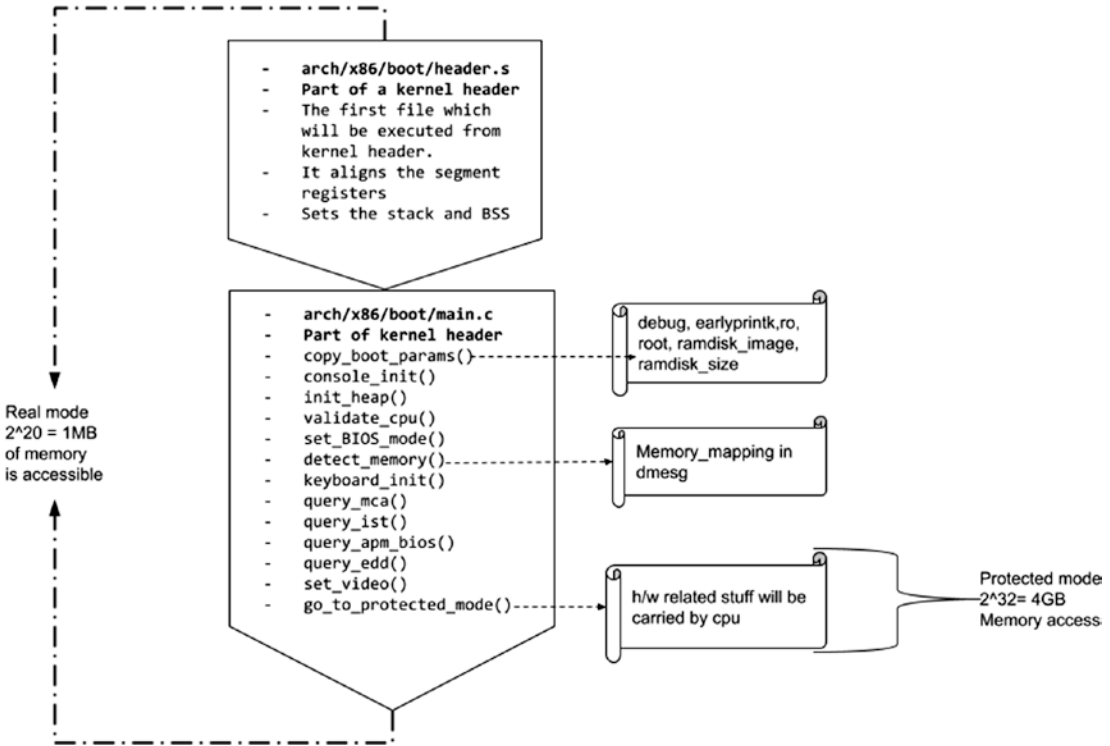 - arch/x86/boot/header.s
- Part of a kernel header
- The first file which
will be executed from
kernel header.
- It aligns the segment
registers
- Sets the stack and BSS
- arch/x86/boot/main.c
- Part of kernel header
- copy_boot_params()
- console_init()
- init_heap()
- validate_cpu()
- set_BIOS_mode()
- detect_memory()
- keyboard_init()
- query_mca()
- query_ist()
- query_apm_bios()
- query_edd()
- set_video()
- go_to_protected_mode()
debug, earlyprintk,ro,
root, ramdisk_image,
ramdisk_size
Memory_mapping in
dmesg
h/w related stuff will be
carried by cpu
Real mode
2^20 = 1MB
of memory
is accessible
Protected mode
2^32= 4GB
Memory access